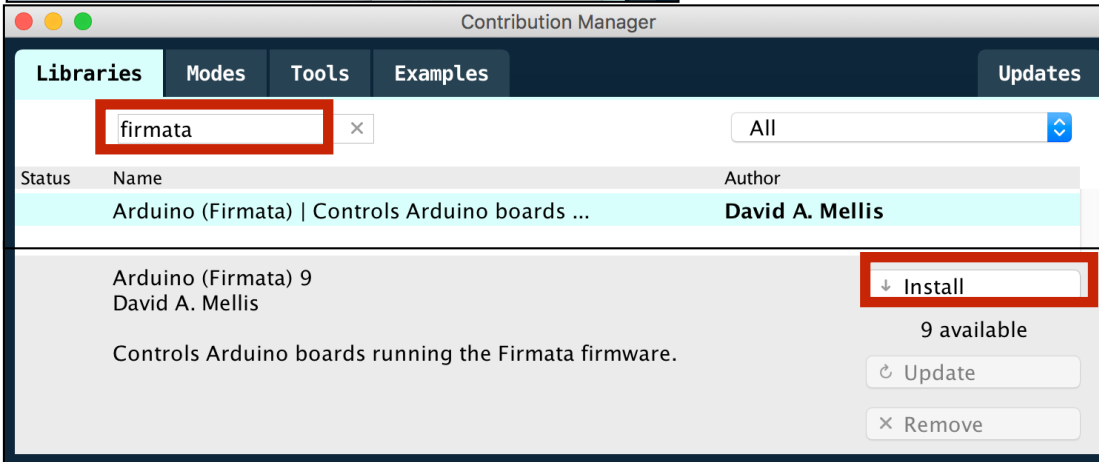 Contribution Manager
Libraries Modes Tools Examples Updates
firmata × All
Status Name Author
Arduino (Firmata) | Controls Arduino boards ... David A. Mellis
Arduino (Firmata) 9
David A. Mellis
Install
9 available
Controls Arduino boards running the Firmata firmware.
Update
Remove